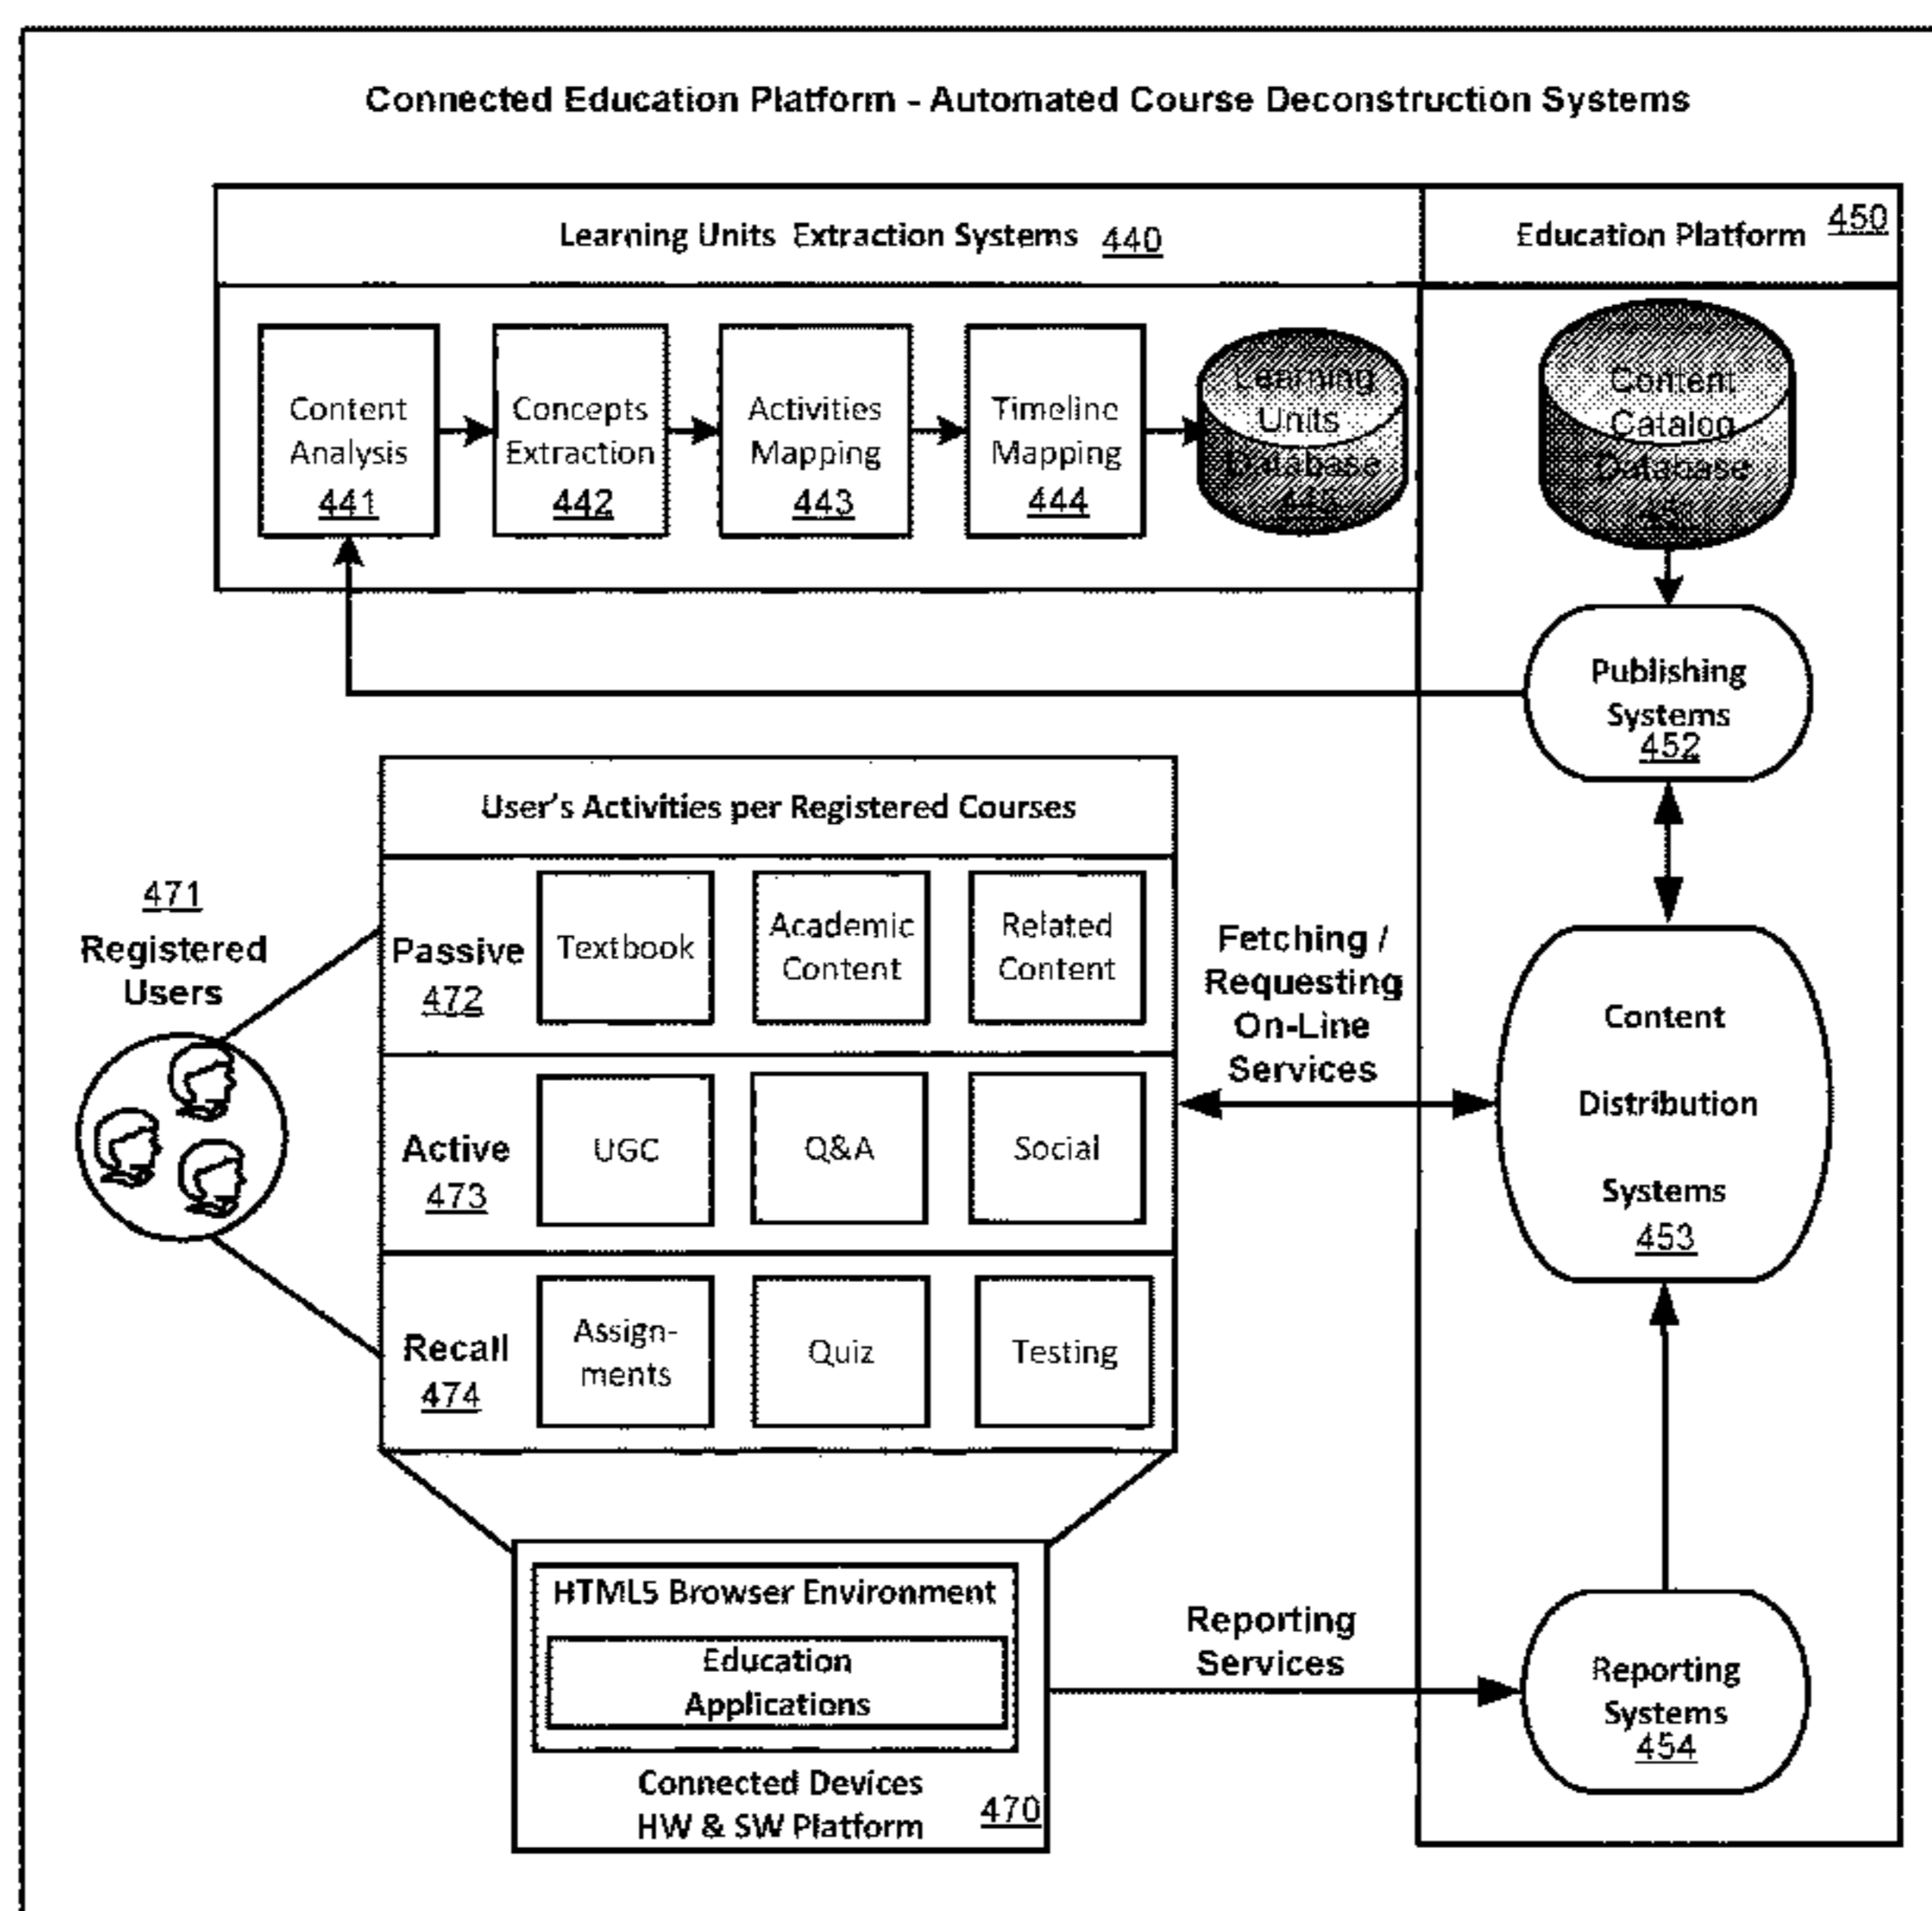 Connected Education Platform - Automated Course Deconstruction Systems
Learning Units Extraction Systems 440
Education Platform 450
Content
Analysis
441
Concepts
Extraction
442
Activities
Mapping
443
Timeline
Mapping
444
Learning
Units
Database
Content
Catalog
Database
Publishing
Systems
452
User's Activities per Registered Courses
471
Registered
Users
Passive
472
Textbook
Academic
Content
Related
Content
Active
473
UGC
Q&A
Social
Recall
474
Assign-
ments
Quiz
Testing
Fetching /
Requesting
On-Line
Services
Content
Distribution
Systems
453
HTML5 Browser Environment
Education
Applications
Connected Devices
HW & SW Platform
470
Reporting
Services
Reporting
Systems
454